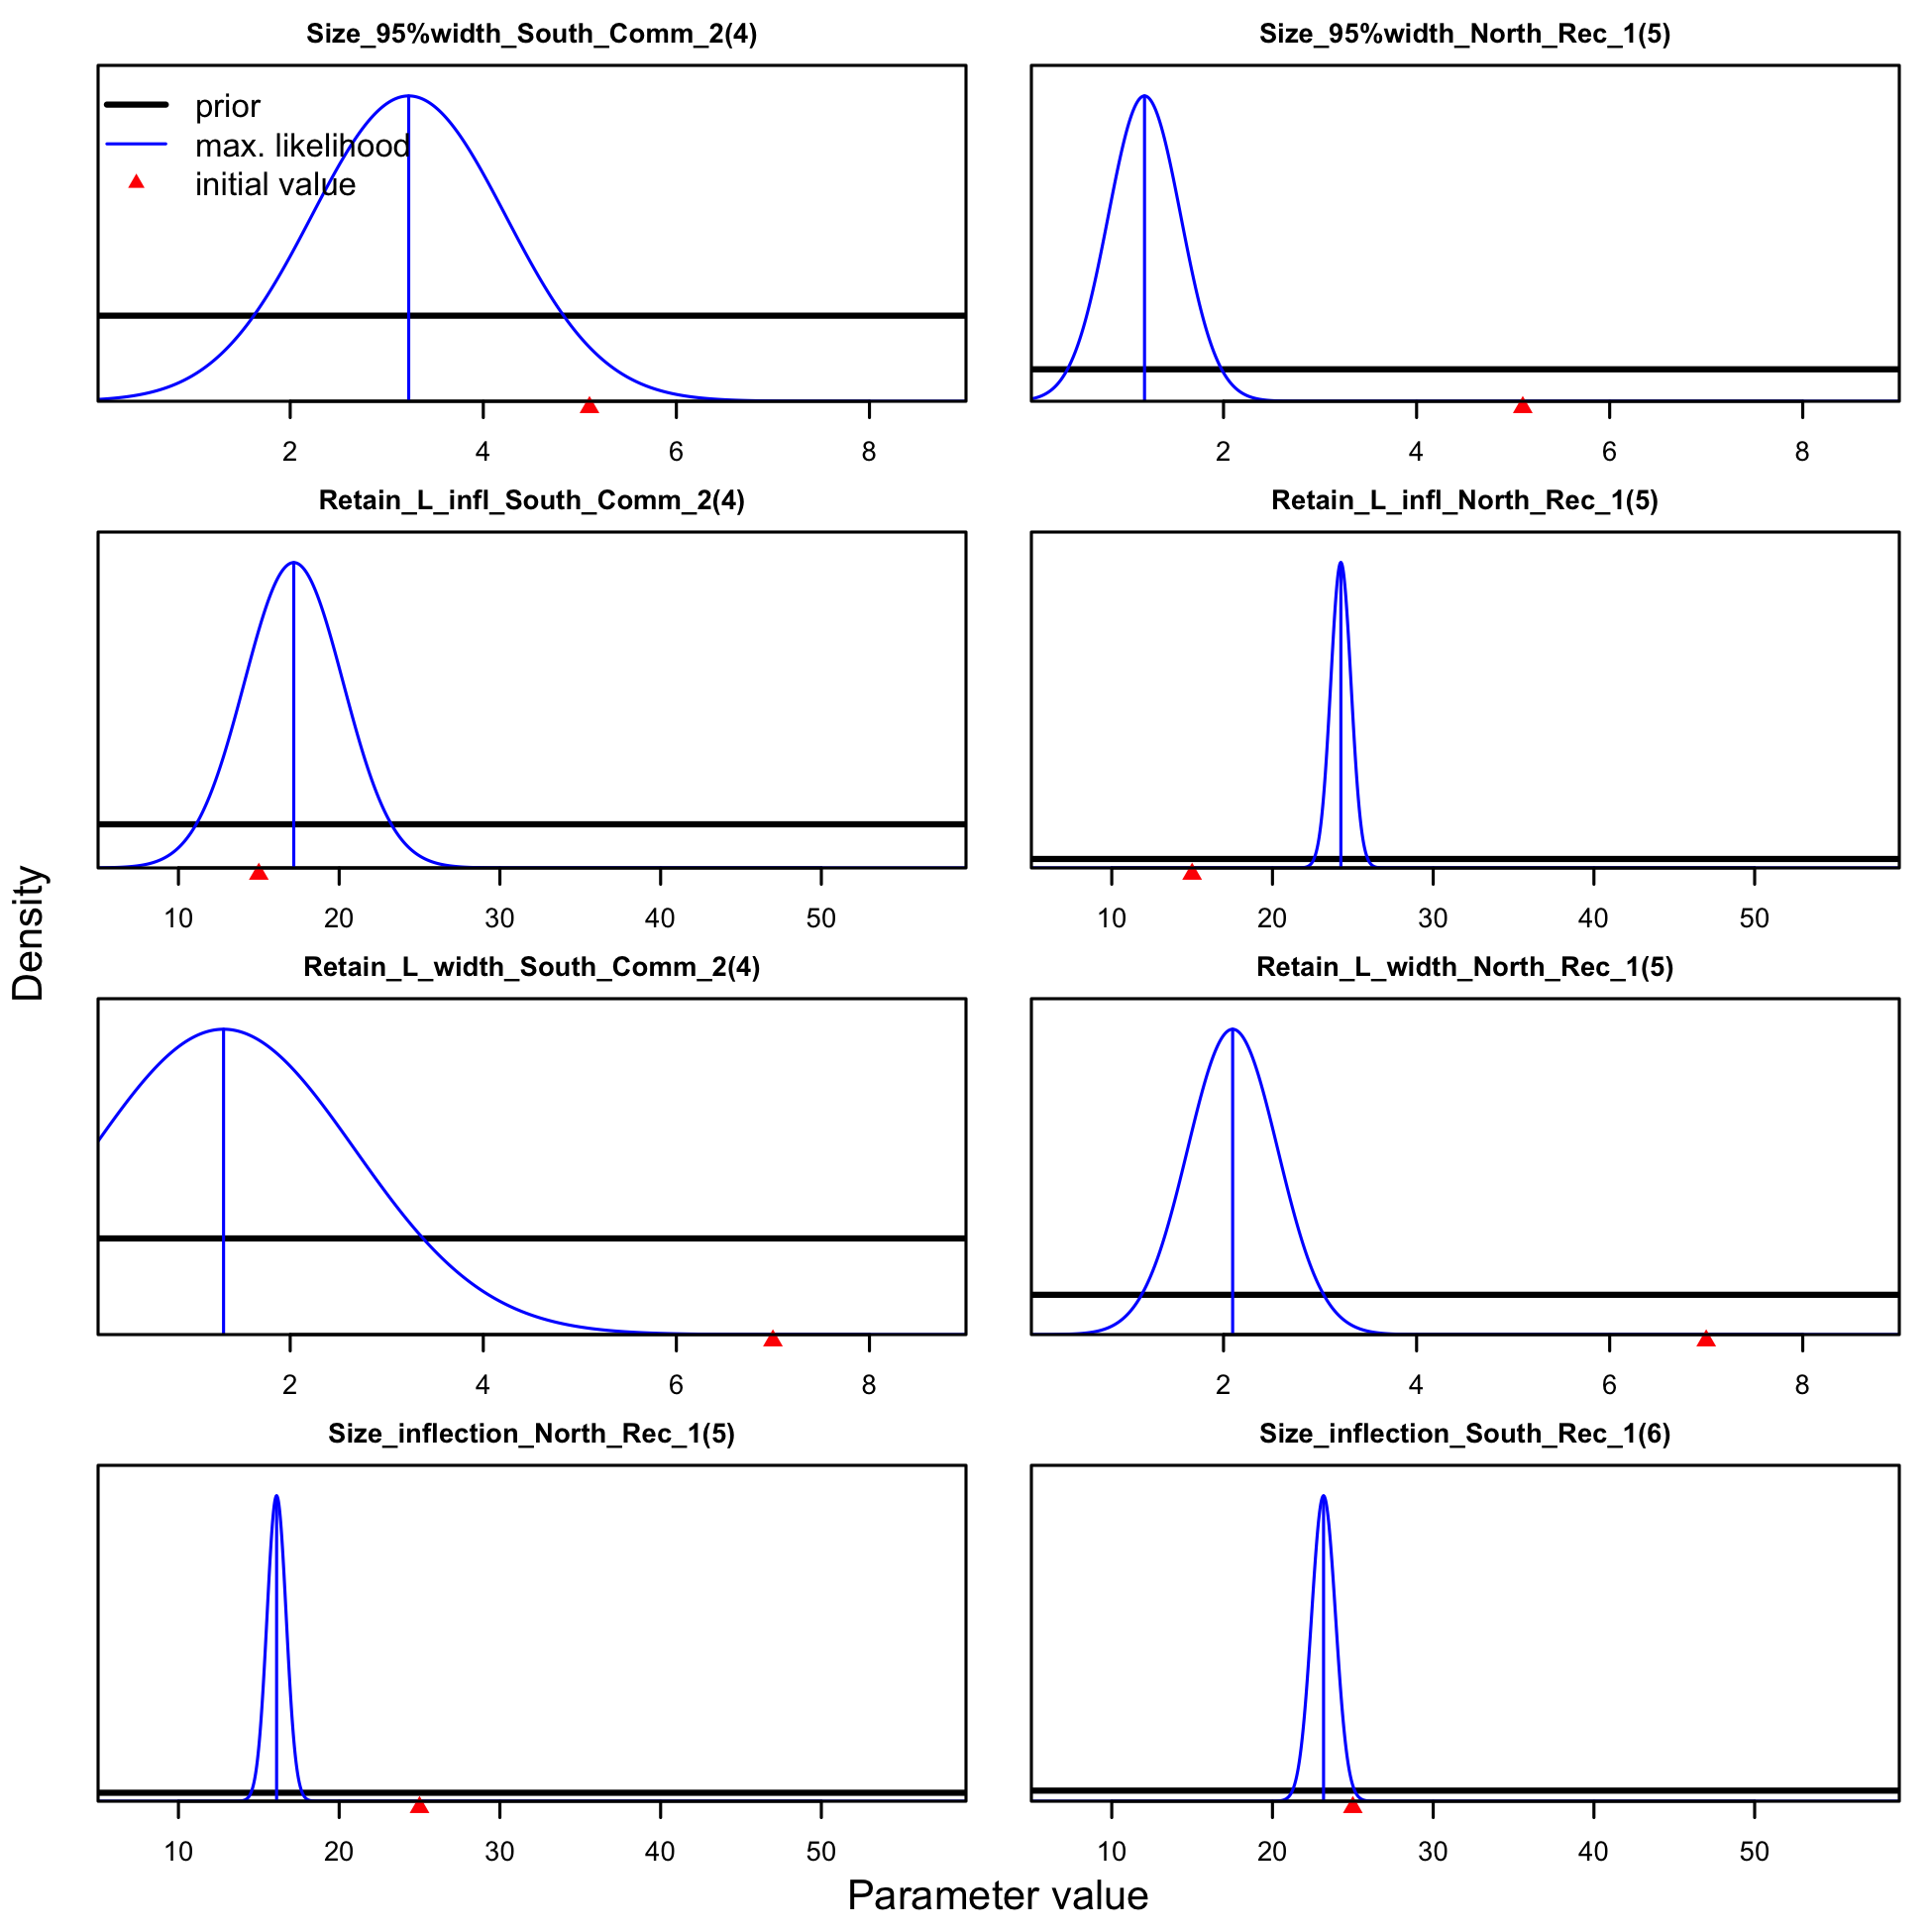 Size_95%width_South_Comm_2(4)
Size_95%width_North_Rec_1(5)
prior
max. likelihood
initial value
2 4 6 8
2 4 6 8
Retain_L_infl_South_Comm_2(4)
Retain_L_infl_North_Rec_1(5)
10 20 30 40 50
10 20 30 40 50
Density
Retain_L_width_South_Comm_2(4)
Retain_L_width_North_Rec_1(5)
2 4 6 8
2 4 6 8
Size_inflection_North_Rec_1(5)
Size_inflection_South_Rec_1(6)
10 20 30 40 50
10 20 30 40 50
Parameter value